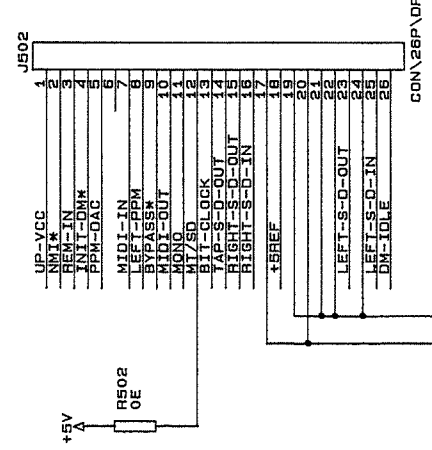 J502
CON\26P\
1
2
3
4
5
6
7
8
9
10
11
12
13
14
15
16
17
18
19
20
21
22
23
24
25
26
UP-VCC
NMI*
REM-IN
INIT-DM*
PPM-DAC
MIDI-IN
LEFT-PPM
BYPASS*
MIDI-OUT
MONO
MT/SD
BIT-CLOCK
TAP-S-D-OUT
RIGHT-S-D-OUT
RIGHT-S-D-IN
+5REF
LEFT-S-D-OUT
LEFT-S-D-IN
DM-IDLE
R502
0E
+5V